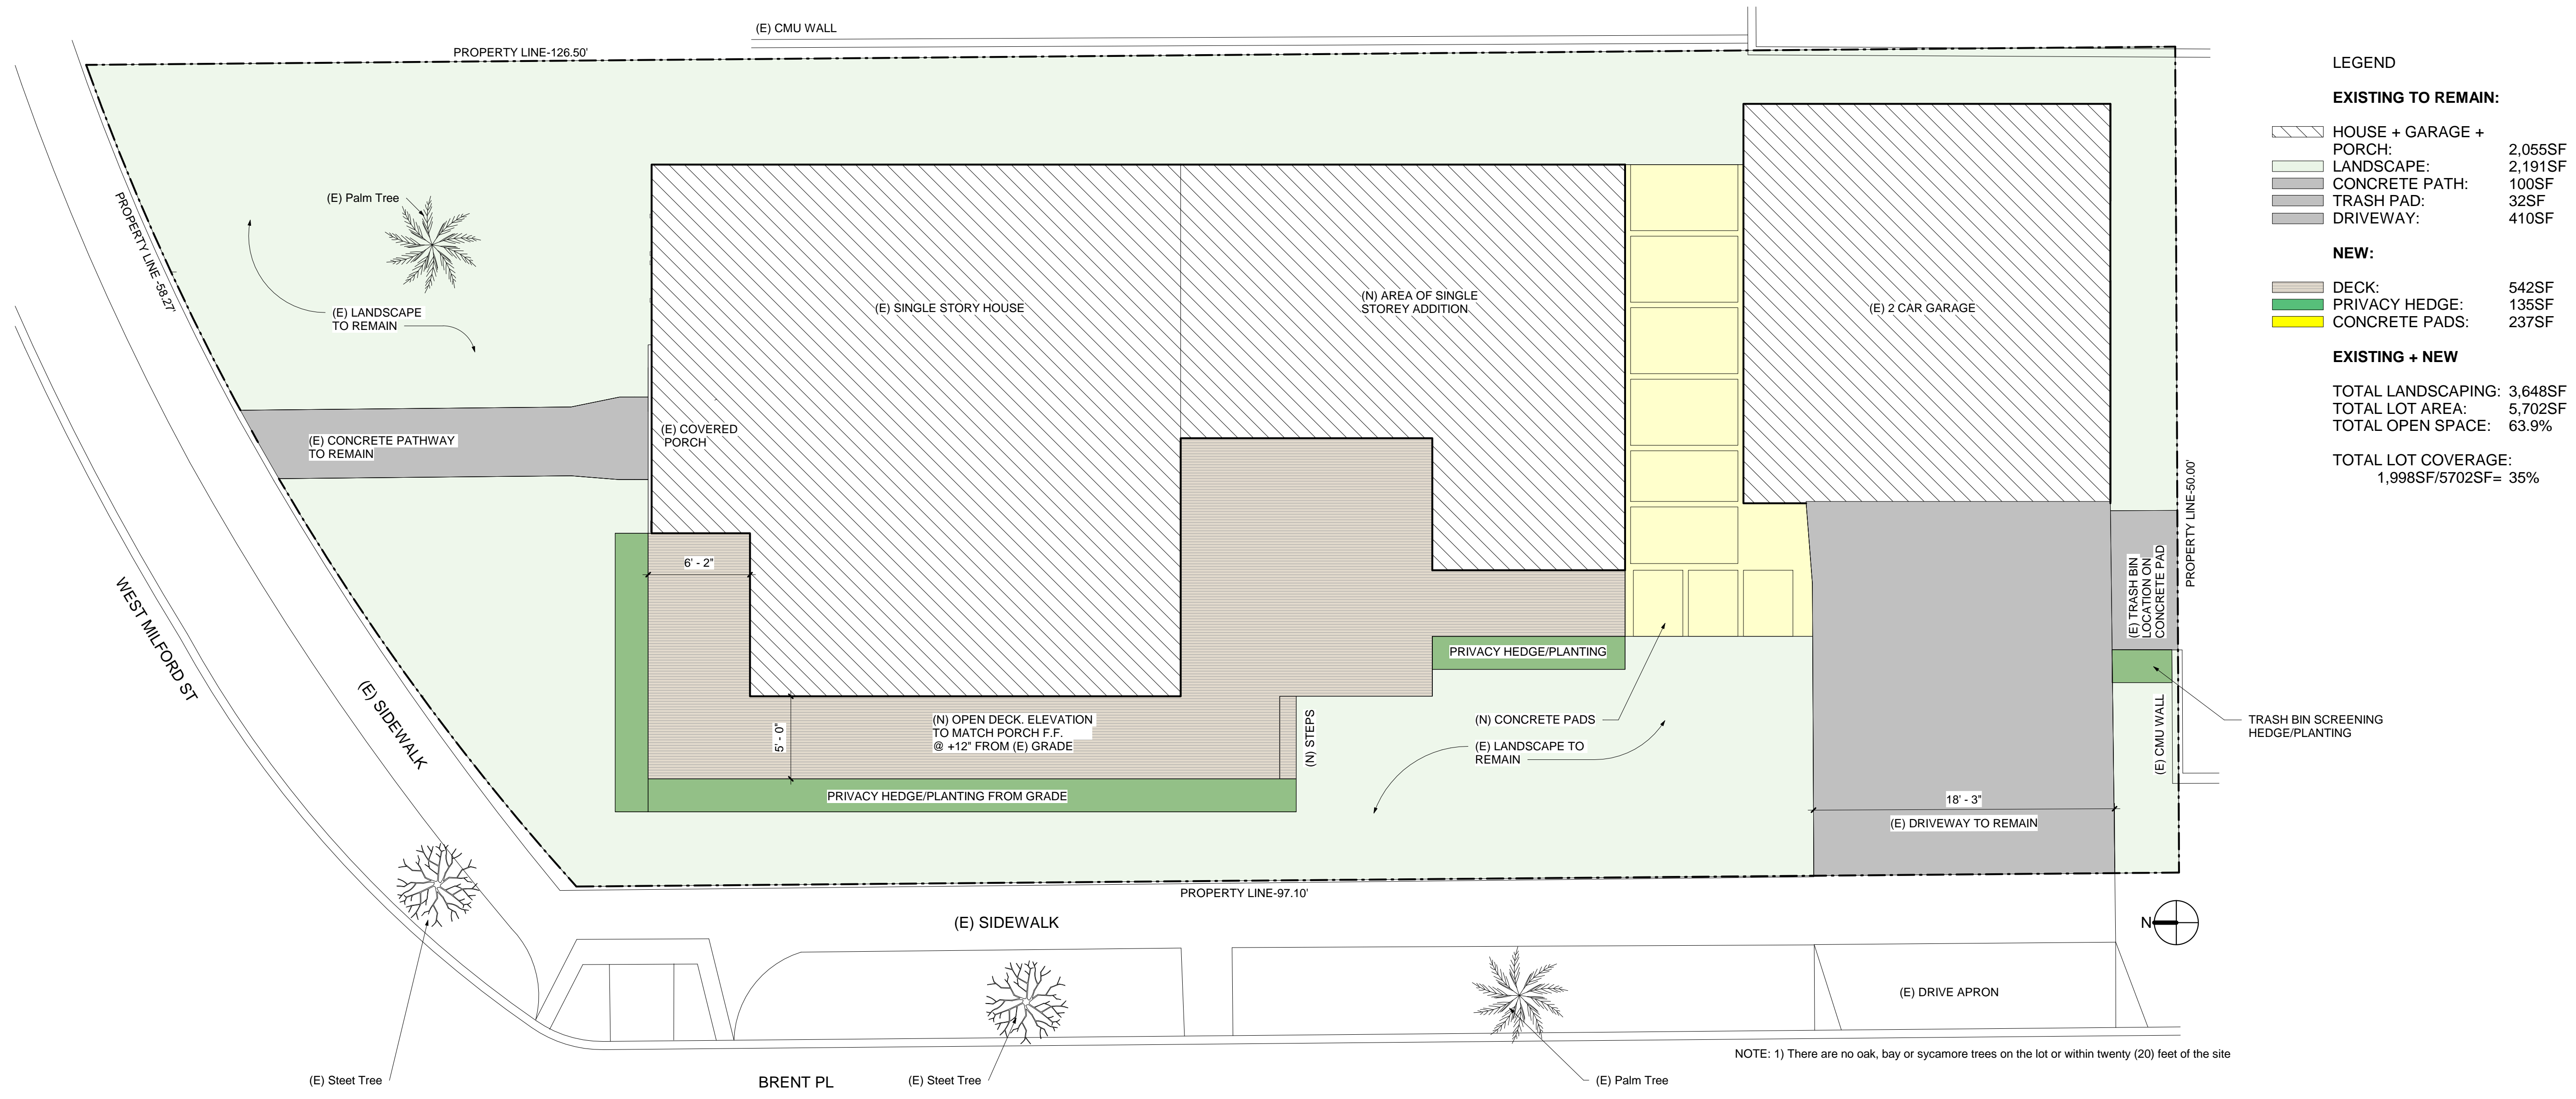 (E) CMU WALL
PROPERTY LINE-126.50'
LEGEND
EXISTING TO REMAIN:
HOUSE + GARAGE +
PORCH: 2,055SF
LANDSCAPE: 2,191SF
CONCRETE PATH: 100SF
TRASH PAD: 32SF
DRIVEWAY: 410SF
NEW:
DECK: 542SF
PRIVACY HEDGE: 135SF
CONCRETE PADS: 237SF
EXISTING + NEW
TOTAL LANDSCAPING: 3,648SF
TOTAL LOT AREA: 5,702SF
TOTAL OPEN SPACE: 63.9%
TOTAL LOT COVERAGE:
1,998SF/5702SF= 35%
(E) Palm Tree
PROPERTY LINE -58.27'
(E) LANDSCAPE
TO REMAIN
(E) SINGLE STORY HOUSE
(N) AREA OF SINGLE
STOREY ADDITION
(E) 2 CAR GARAGE
(E) COVERED
PORCH
(E) CONCRETE PATHWAY
TO REMAIN
PROPERTY LINE-50.00'
6' - 2"
(E) TRASH BIN
LOCATION ON
CONCRETE PAD
WEST MILFORD ST
(E) SIDEWALK
PRIVACY HEDGE/PLANTING
5' - 0"
(N) OPEN DECK. ELEVATION
TO MATCH PORCH F.F.
@ +12" FROM (E) GRADE
(N) STEPS
(N) CONCRETE PADS
(E) LANDSCAPE TO
REMAIN
(E) CMU WALL
TRASH BIN SCREENING
HEDGE/PLANTING
PRIVACY HEDGE/PLANTING FROM GRADE
18' - 3"
(E) DRIVEWAY TO REMAIN
PROPERTY LINE-97.10'
(E) SIDEWALK
N
(E) DRIVE APRON
NOTE: 1) There are no oak, bay or sycamore trees on the lot or within twenty (20) feet of the site
(E) Steet Tree
BRENT PL
(E) Steet Tree
(E) Palm Tree